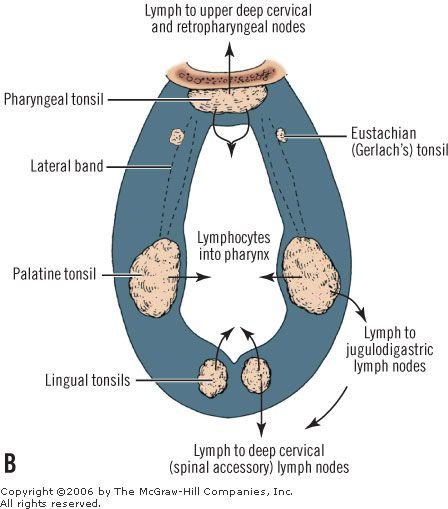 Lymph to upper deep cervical
and retropharyngeal nodes
Pharyngeal tonsil
Eustachian
(Gerlach's) tonsil
Lateral band
Lymphocytes
into pharynx
Palatine tonsil
Lymph to
jugulodigastric
lymph nodes
Lingual tonsils
Lymph to deep cervical
(spinal accessory) lymph nodes
B
Copyright ©2006 by The McGraw-Hill Companies, Inc.
All rights reserved.